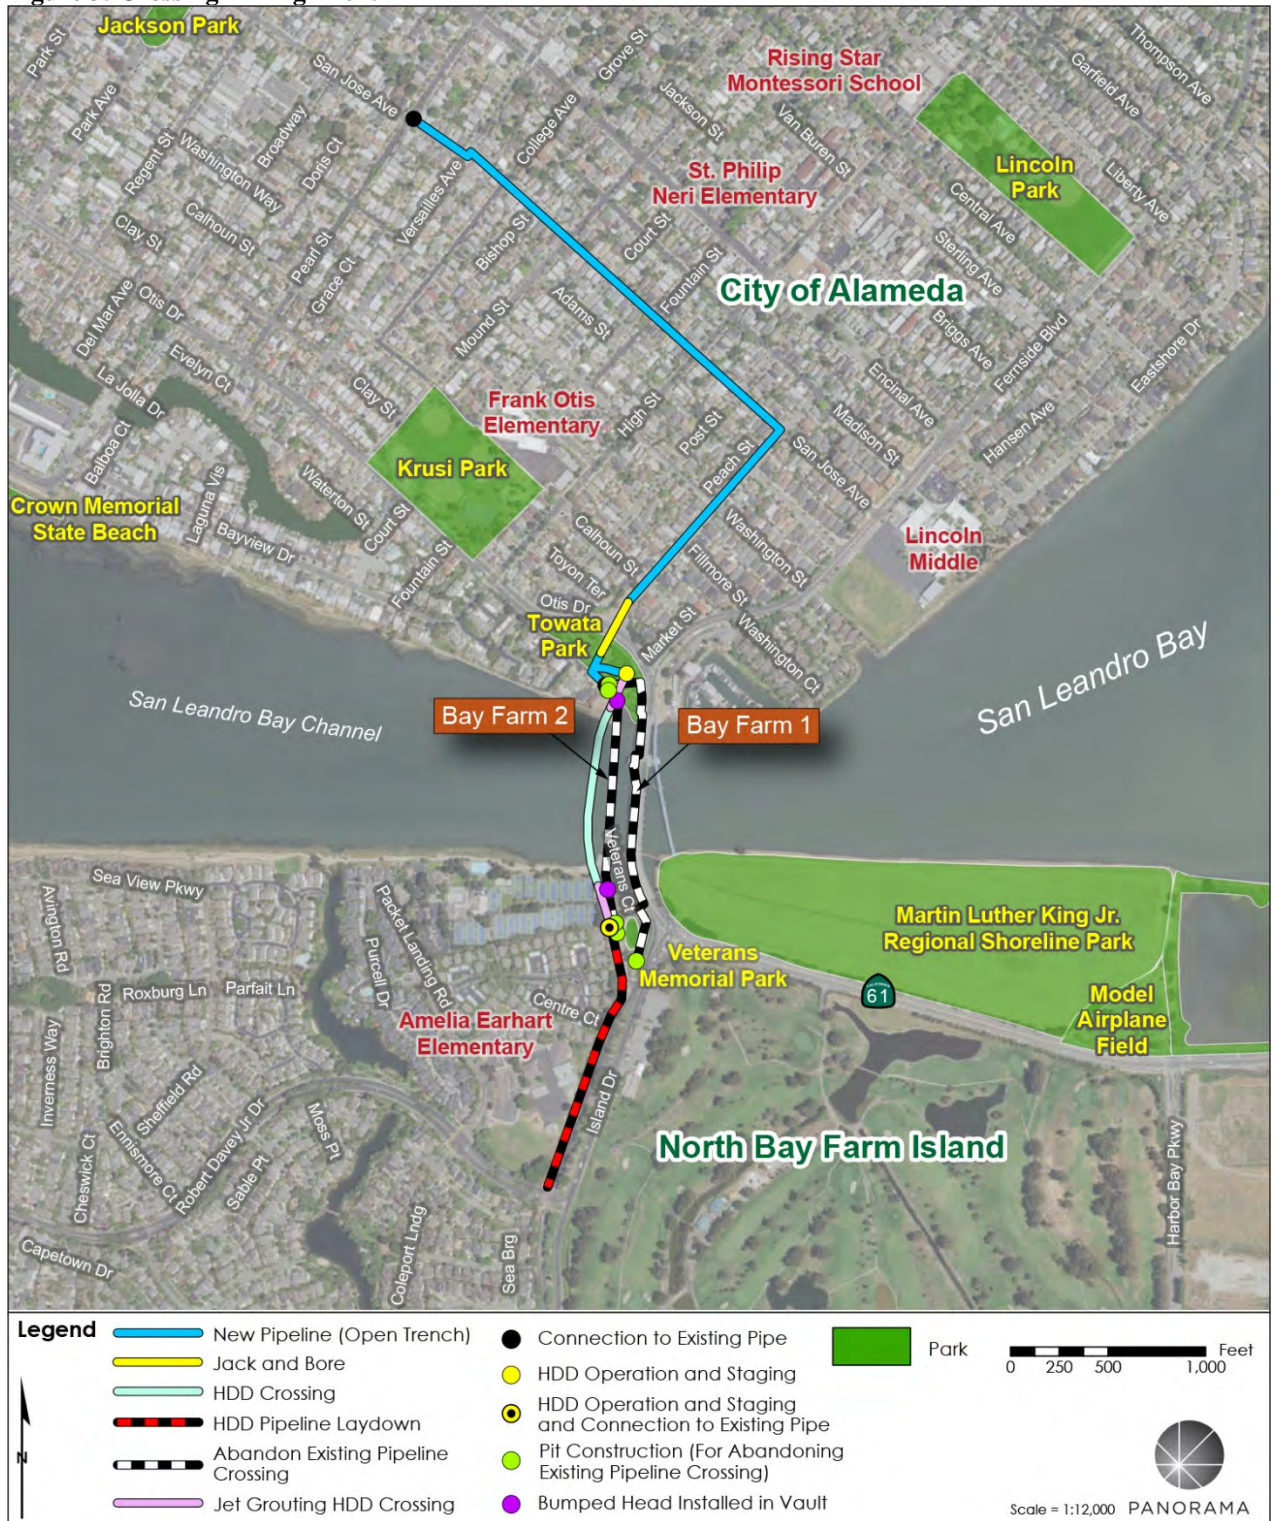 Jackson Park
Park St
San Jose Ave
Grove St
Thompson Ave
Garfield Ave
Rising Star
Montessori School
Park Ave
Broadway
College Ave
Jackson St
Van Buren St
Regent St
Washington Way
Doris Ct
Lincoln
Park
Liberty Ave
St. Philip
Neri Elementary
Versailles Ave
Central Ave
Clay St
Calhoun St
Pearl St
Bishop St
Court St
Sterling Ave
Grace Ct
Fountain St
City of Alameda
Del Mar Ave
Otis Dr
Adams St
Mound St
Briggs Ave
Fernside Blvd
Eastshore Dr
Evelyn Ct
La Jolla Dr
Clay St
Encinal Ave
Frank Otis
Elementary
High St
Post St
Madison St
Hansen Ave
Balboa Ct
Krusi Park
Peach St
San Jose Ave
Laguna Vis
Waterton St
Crown Memorial
State Beach
Court St
Bayview Dr
Calhoun St
Washington St
Lincoln
Middle
Fountain St
Toyon Ter
Fillmore St
Otis Dr
Towata
Park
Market St
Washington Ct
San Leandro Bay
San Leandro Bay Channel
Bay Farm 2
Bay Farm 1
Veterans Ct
Sea View Pkwy
Avington Rd
Packet Landing Rd
Purcell Dr
Martin Luther King Jr.
Regional Shoreline Park
Veterans
Memorial Park
61
Roxburg Ln
Parfait Ln
Brighton Rd
Centre Ct
Model
Airplane
Field
Amelia Earhart
Elementary
Inverness Way
Sheffield Rd
Island Dr
Moss Pt
Ennismore Ct
Robert Davey Jr Dr
Sable Pt
North Bay Farm Island
Cheswick Ct
Harbor Bay Pkwy
Capetown Dr
Coleport Lndg
Sea Brg
Legend
New Pipeline (Open Trench)
Jack and Bore
HDD Crossing
HDD Pipeline Laydown
Abandon Existing Pipeline
Crossing
Jet Grouting HDD Crossing
N
Connection to Existing Pipe
HDD Operation and Staging
HDD Operation and Staging
and Connection to Existing Pipe
Pit Construction (For Abandoning
Existing Pipeline Crossing)
Bumped Head Installed in Vault
Park
Feet
0 250 500 1,000
Scale = 1:12,000 PANORAMA